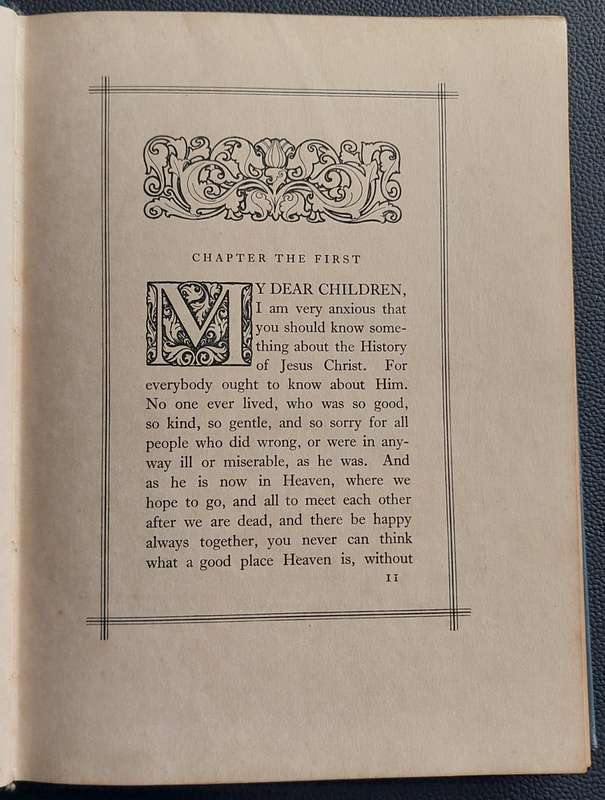 CHAPTER THE FIRST
MY DEAR CHILDREN,
I am very anxious that
you should know some-
thing about the History
of Jesus Christ. For
everybody ought to know about Him.
No one ever lived, who was so good,
so kind, so gentle, and so sorry for all
people who did wrong, or were in any-
way ill or miserable, as he was. And
as he is now in Heaven, where we
hope to go, and all to meet each other
after we are dead, and there be happy
always together, you never can think
what a good place Heaven is, without
11